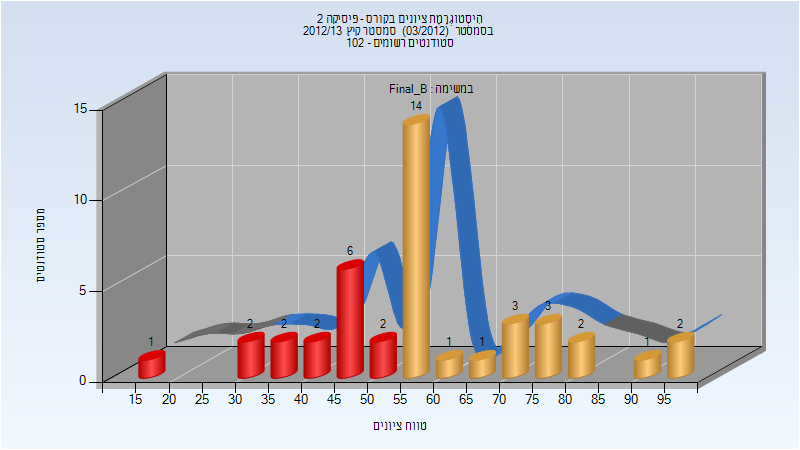 היסטוגרמת ציונים בקורס - פיסיקה 2
בסמסטר (03/2012) סמסטר קיץ 2012/13
סטודנטים רשומים - 102
במשימה : Final_B
מספר סטודנטים
15
10
5
0
1
2
2
2
6
2
14
1
1
3
3
2
1
2
15 20 25 30 35 40 45 50 55 60 65 70 75 80 85 90 95
טווח ציונים